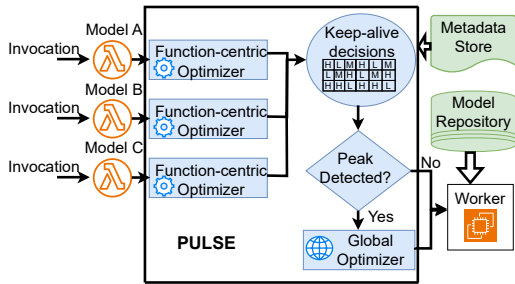 Model A
Invocation
Function-centric
Optimizer
Model B
Invocation
Function-centric
Optimizer
Model C
Invocation
Function-centric
Optimizer
PULSE
Keep-alive
decisions
H L M H L M
L M H L M H
H H L H H L
Peak
Detected?
No
Yes
Global
Optimizer
Metadata
Store
Model
Repository
Worker